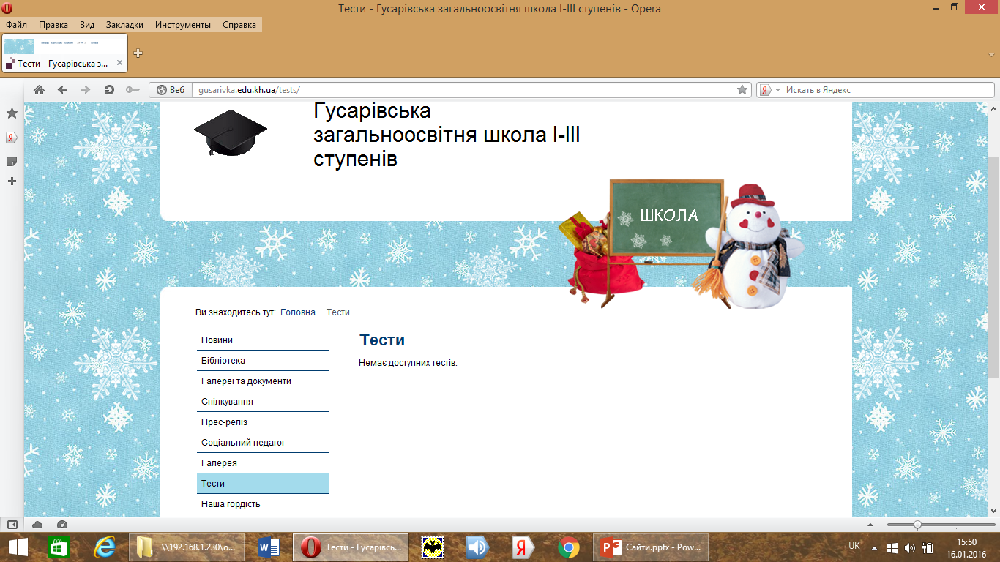 Тести - Гусарівська загальноосвітня школа І-ІІІ ступенів - Opera
Файл Правка Вид Закладки Инструменты Справка
Тести - Гусарівська з...
Веб gusarivka.edu.kh.ua/tests/ Искать в Яндекс
Гусарівська
загальноосвітня школа І-ІІІ
ступенів
ШКОЛА
Ви знаходитесь тут: Головна – Тести
Новини
Бібліотека
Галереї та документи
Спілкування
Прес-реліз
Соціальний педагог
Галерея
Тести
Наша гордість
Тести
Немає доступних тестів.
\\192.168.1.230\o... Тести - Гусарівсь... Сайти.pptx - Pow... UK 15:50
16.01.2016